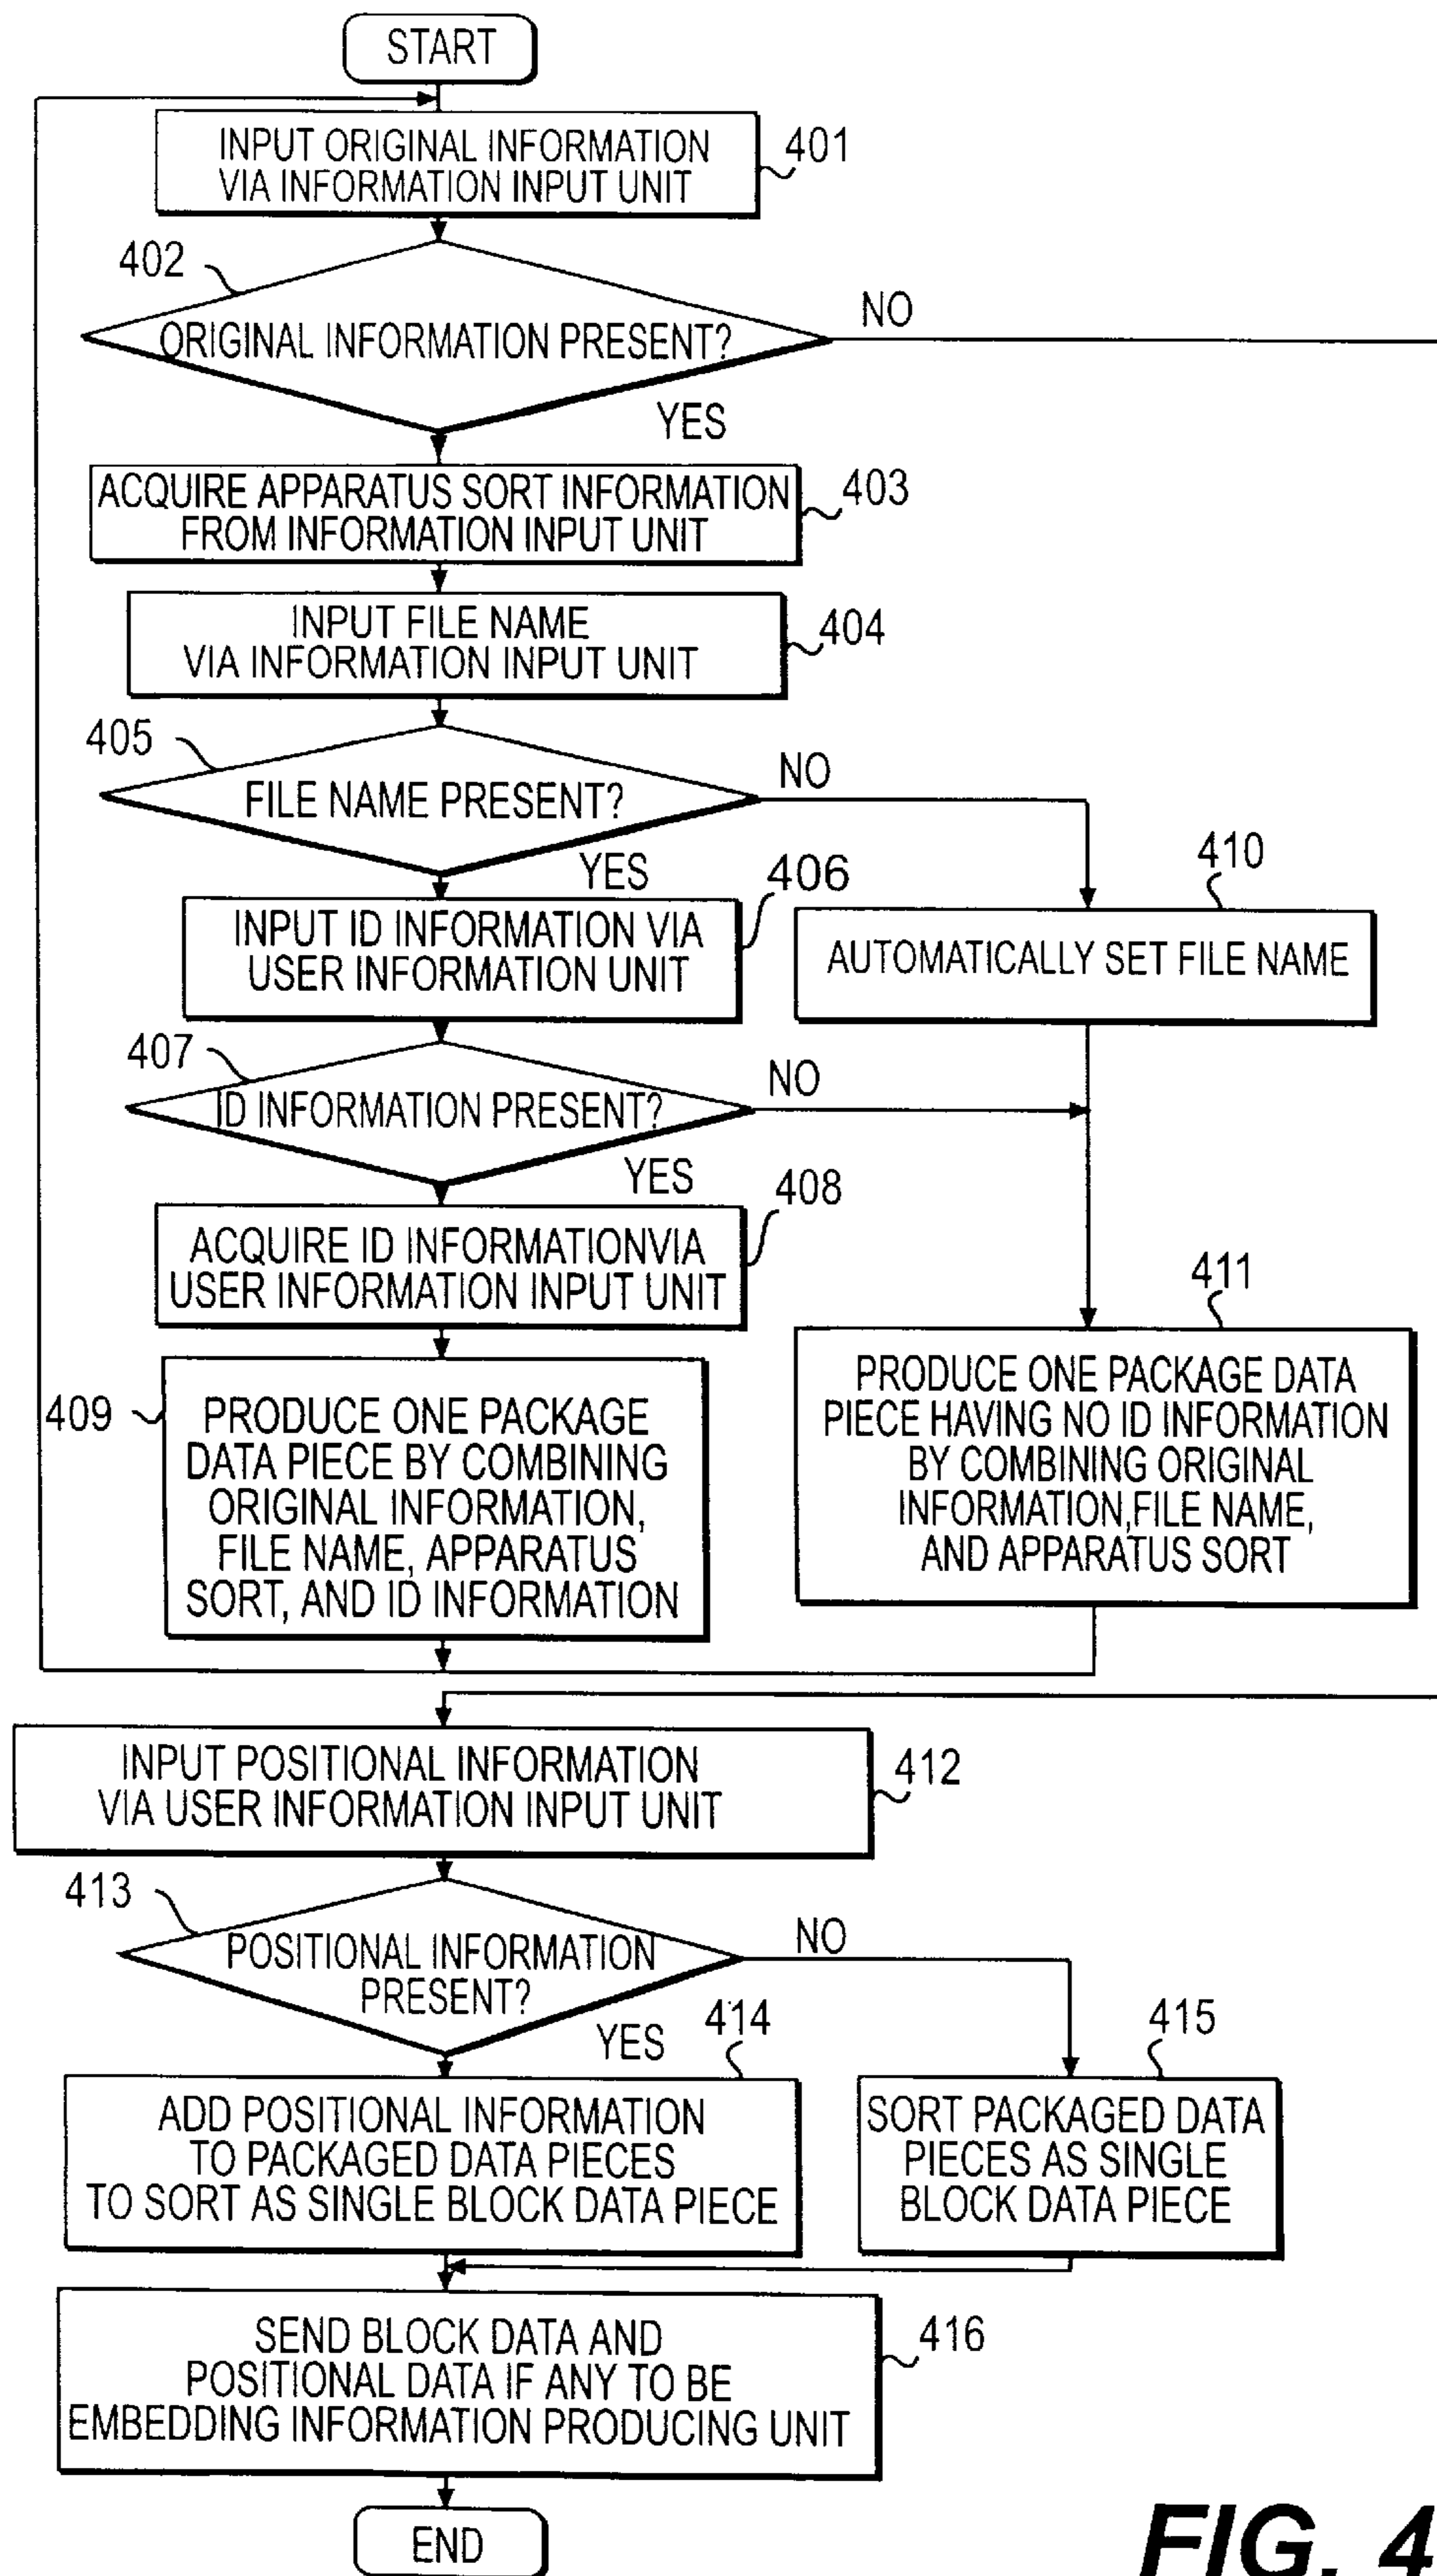 START
INPUT ORIGINAL INFORMATION
VIA INFORMATION INPUT UNIT
401
402
ORIGINAL INFORMATION PRESENT?
NO
YES
ACQUIRE APPARATUS SORT INFORMATION
FROM INFORMATION INPUT UNIT
403
INPUT FILE NAME
VIA INFORMATION INPUT UNIT
404
405
FILE NAME PRESENT?
NO
YES
406
INPUT ID INFORMATION VIA
USER INFORMATION UNIT
410
AUTOMATICALLY SET FILE NAME
407
ID INFORMATION PRESENT?
NO
YES
408
ACQUIRE ID INFORMATIONVIA
USER INFORMATION INPUT UNIT
409
PRODUCE ONE PACKAGE
DATA PIECE BY COMBINING
ORIGINAL INFORMATION,
FILE NAME, APPARATUS
SORT, AND ID INFORMATION
411
PRODUCE ONE PACKAGE DATA
PIECE HAVING NO ID INFORMATION
BY COMBINING ORIGINAL
INFORMATION,FILE NAME,
AND APPARATUS SORT
INPUT POSITIONAL INFORMATION
VIA USER INFORMATION INPUT UNIT
412
413
POSITIONAL INFORMATION
PRESENT?
NO
YES
414
ADD POSITIONAL INFORMATION
TO PACKAGED DATA PIECES
TO SORT AS SINGLE BLOCK DATA PIECE
415
SORT PACKAGED DATA
PIECES AS SINGLE
BLOCK DATA PIECE
SEND BLOCK DATA AND
POSITIONAL DATA IF ANY TO BE
EMBEDDING INFORMATION PRODUCING UNIT
416
END
FIG. 4